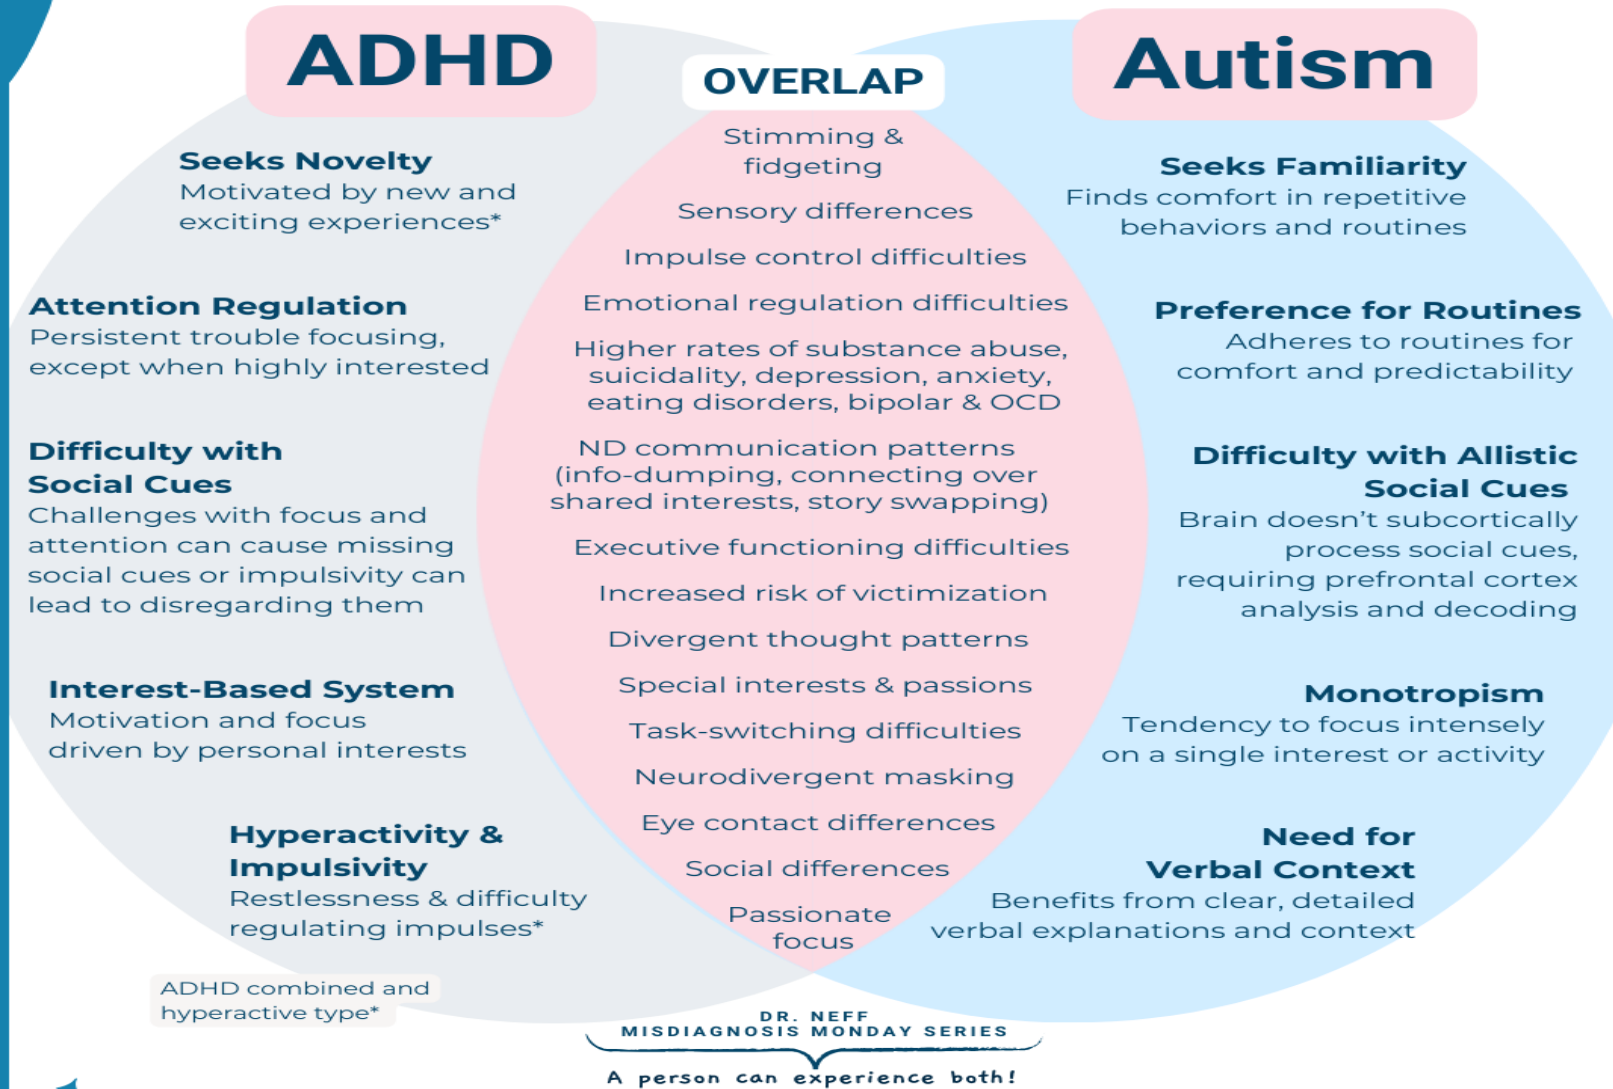 ADHD
Seeks Novelty
Motivated by new and
exciting experiences*
Attention Regulation
Persistent trouble focusing,
except when highly interested
Difficulty with
Social Cues
Challenges with focus and
attention can cause missing
social cues or impulsivity can
lead to disregarding them
Interest-Based System
Motivation and focus
driven by personal interests
Hyperactivity &
Impulsivity
Restlessness & difficulty
regulating impulses*
ADHD combined and
hyperactive type*
OVERLAP
Stimming &
fidgeting
Sensory differences
Impulse control difficulties
Emotional regulation difficulties
Higher rates of substance abuse,
suicidality, depression, anxiety,
eating disorders, bipolar & OCD
ND communication patterns
(info-dumping, connecting over
shared interests, story swapping)
Executive functioning difficulties
Increased risk of victimization
Divergent thought patterns
Special interests & passions
Task-switching difficulties
Neurodivergent masking
Eye contact differences
Social differences
Passionate
focus
Autism
Seeks Familiarity
Finds comfort in repetitive
behaviors and routines
Preference for Routines
Adheres to routines for
comfort and predictability
Difficulty with Allistic
Social Cues
Brain doesn’t subcortically
process social cues,
requiring prefrontal cortex
analysis and decoding
Monotropism
Tendency to focus intensely
on a single interest or activity
Need for
Verbal Context
Benefits from clear, detailed
verbal explanations and context
DR. NEFF
MISDIAGNOSIS MONDAY SERIES
A person can experience both!